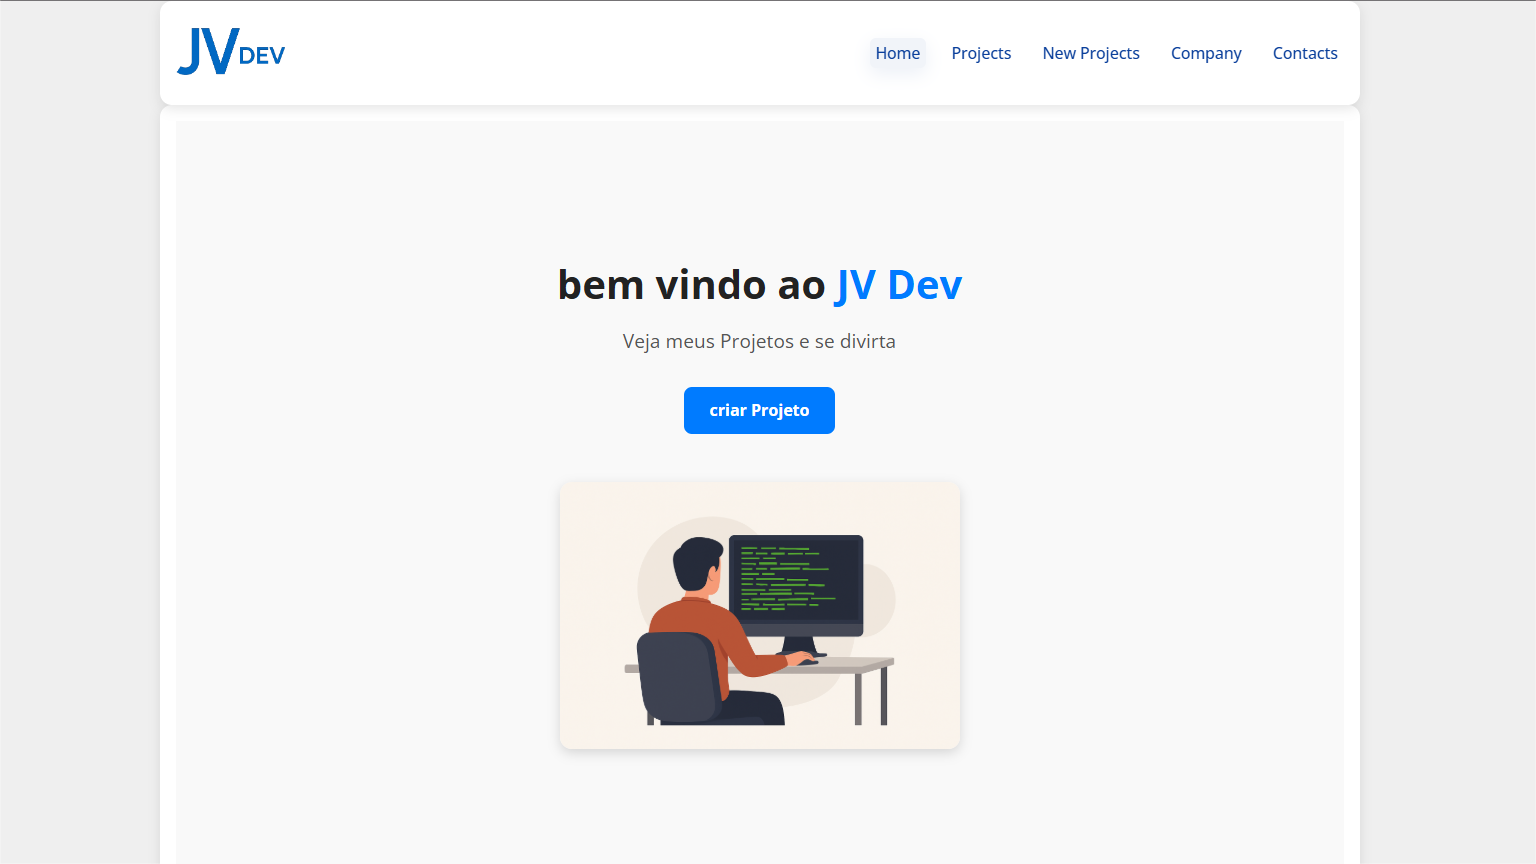 JV DEV
Home Projects New Projects Company Contacts
bem vindo ao JV Dev
Veja meus Projetos e se divirta
criar Projeto